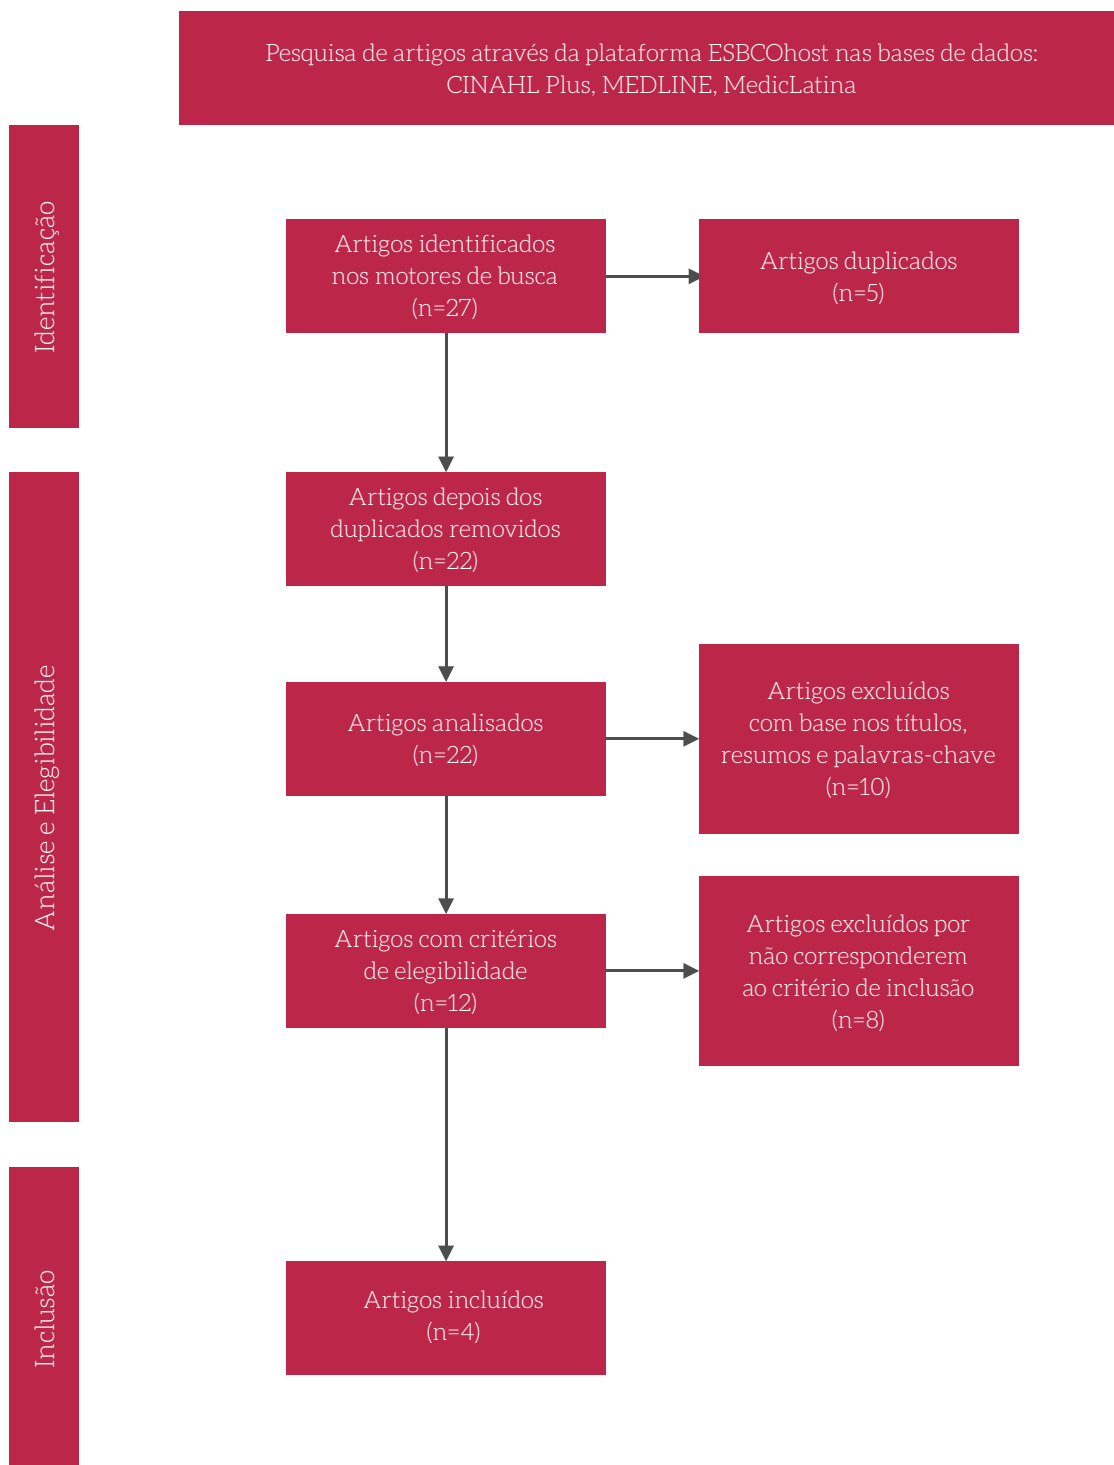 Pesquisa de artigos através da plataforma ESBCOhost nas bases de dados:
CINAHL Plus, MEDLINE, MedicLatina
Identificação
Artigos identificados
nos motores de busca
(n=27)
Artigos duplicados
(n=5)
Análise e Elegibilidade
Artigos depois dos
duplicados removidos
(n=22)
Artigos analisados
(n=22)
Artigos excluídos
com base nos títulos,
resumos e palavras-chave
(n=10)
Artigos com critérios
de elegibilidade
(n=12)
Artigos excluídos por
não corresponderem
ao critério de inclusão
(n=8)
Inclusão
Artigos incluídos
(n=4)